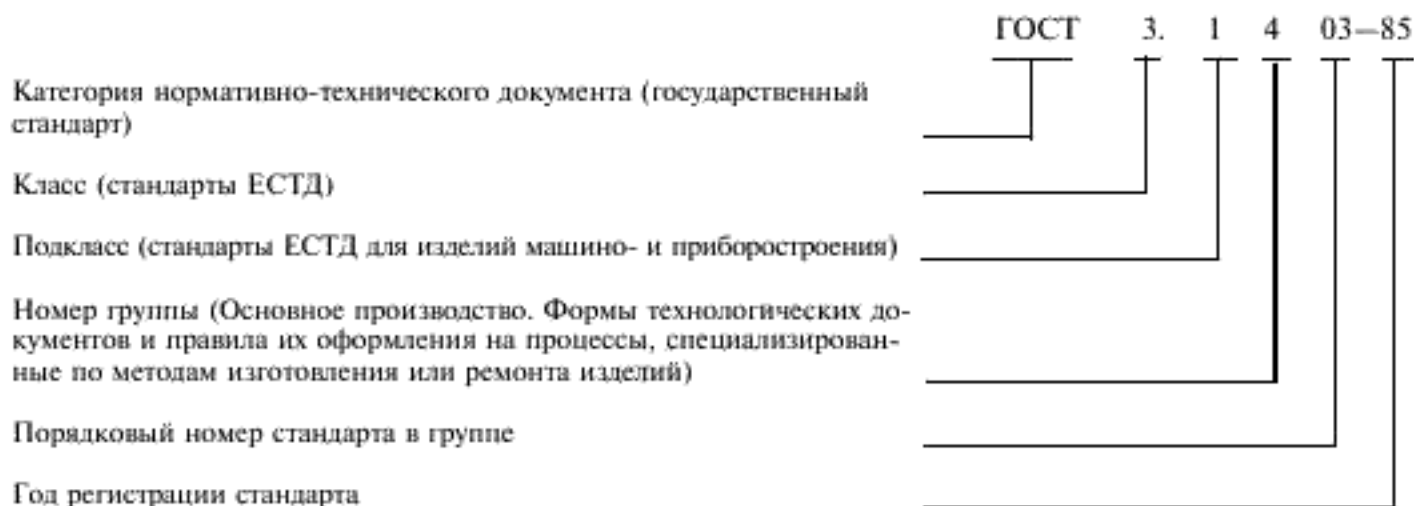 ГОСТ 3. 1 4 03—85
Категория нормативно-технического документа (государственный
стандарт)
Класс (стандарты ЕСТД)
Подкласс (стандарты ЕСТД для изделий машино- и приборостроения)
Номер группы (Основное производство. Формы технологических до-
кументов и правила их оформления на процессы, специализирован-
ные по методам изготовления или ремонта изделий)
Порядковый номер стандарта в группе
Год регистрации стандарта